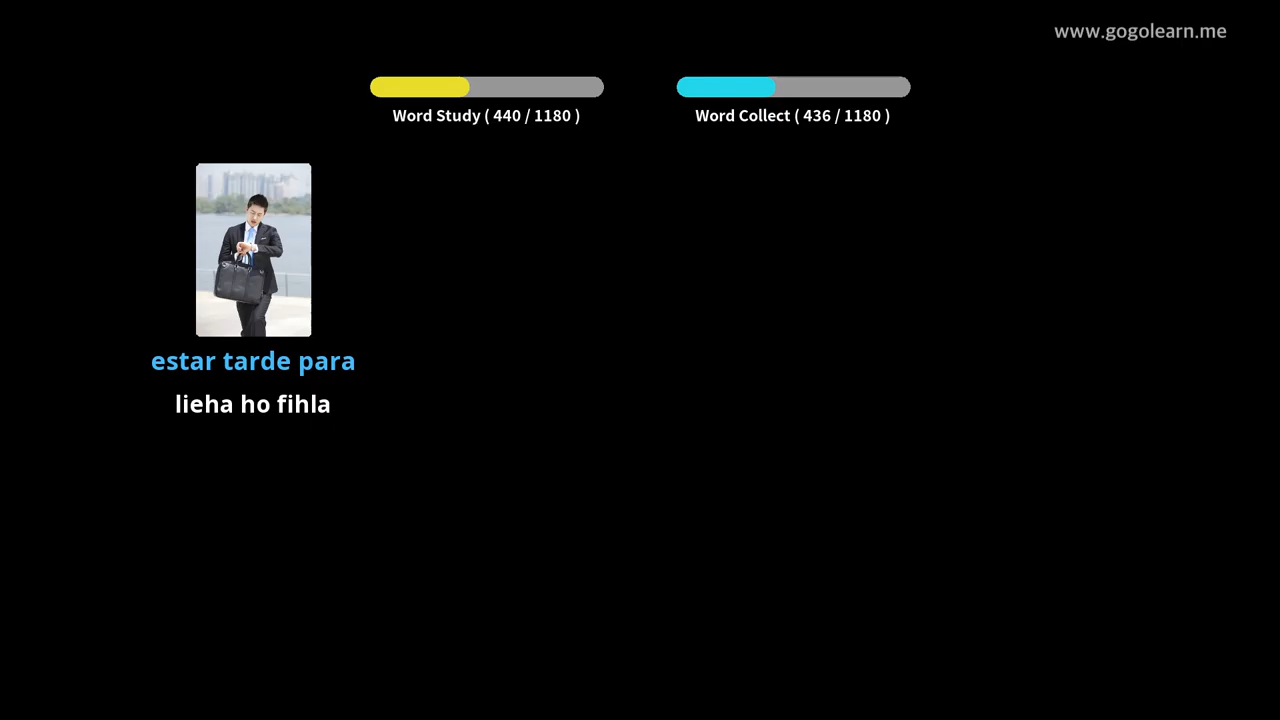 www.gogolearn.me
Word Study ( 440 / 1180 )
Word Collect ( 436 / 1180 )
estar tarde para
lieha ho fihla